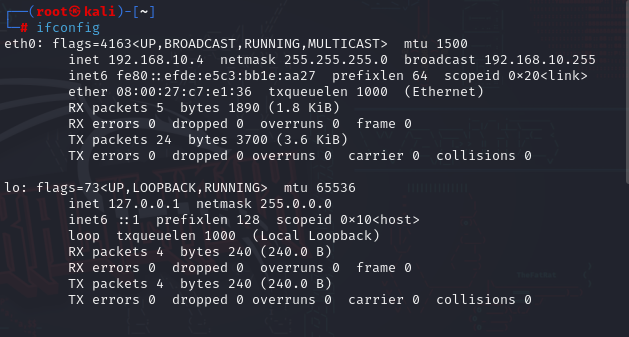 ┌──(root㉿kali)-[~]
└─# ifconfig
eth0: flags=4163<UP,BROADCAST,RUNNING,MULTICAST>  mtu 1500
        inet 192.168.10.4  netmask 255.255.255.0  broadcast 192.168.10.255
        inet6 fe80::efde:e5c3:bb1e:aa27  prefixlen 64  scopeid 0×20<link>
        ether 08:00:27:c7:e1:36  txqueuelen 1000  (Ethernet)
        RX packets 5  bytes 1890 (1.8 KiB)
        RX errors 0  dropped 0  overruns 0  frame 0
        TX packets 24  bytes 3700 (3.6 KiB)
        TX errors 0  dropped 0 overruns 0  carrier 0  collisions 0

lo: flags=73<UP,LOOPBACK,RUNNING>  mtu 65536
        inet 127.0.0.1  netmask 255.0.0.0
        inet6 ::1  prefixlen 128  scopeid 0×10<host>
        loop  txqueuelen 1000  (Local Loopback)
        RX packets 4  bytes 240 (240.0 B)
        RX errors 0  dropped 0  overruns 0  frame 0
        TX packets 4  bytes 240 (240.0 B)
        TX errors 0  dropped 0 overruns 0  carrier 0  collisions 0